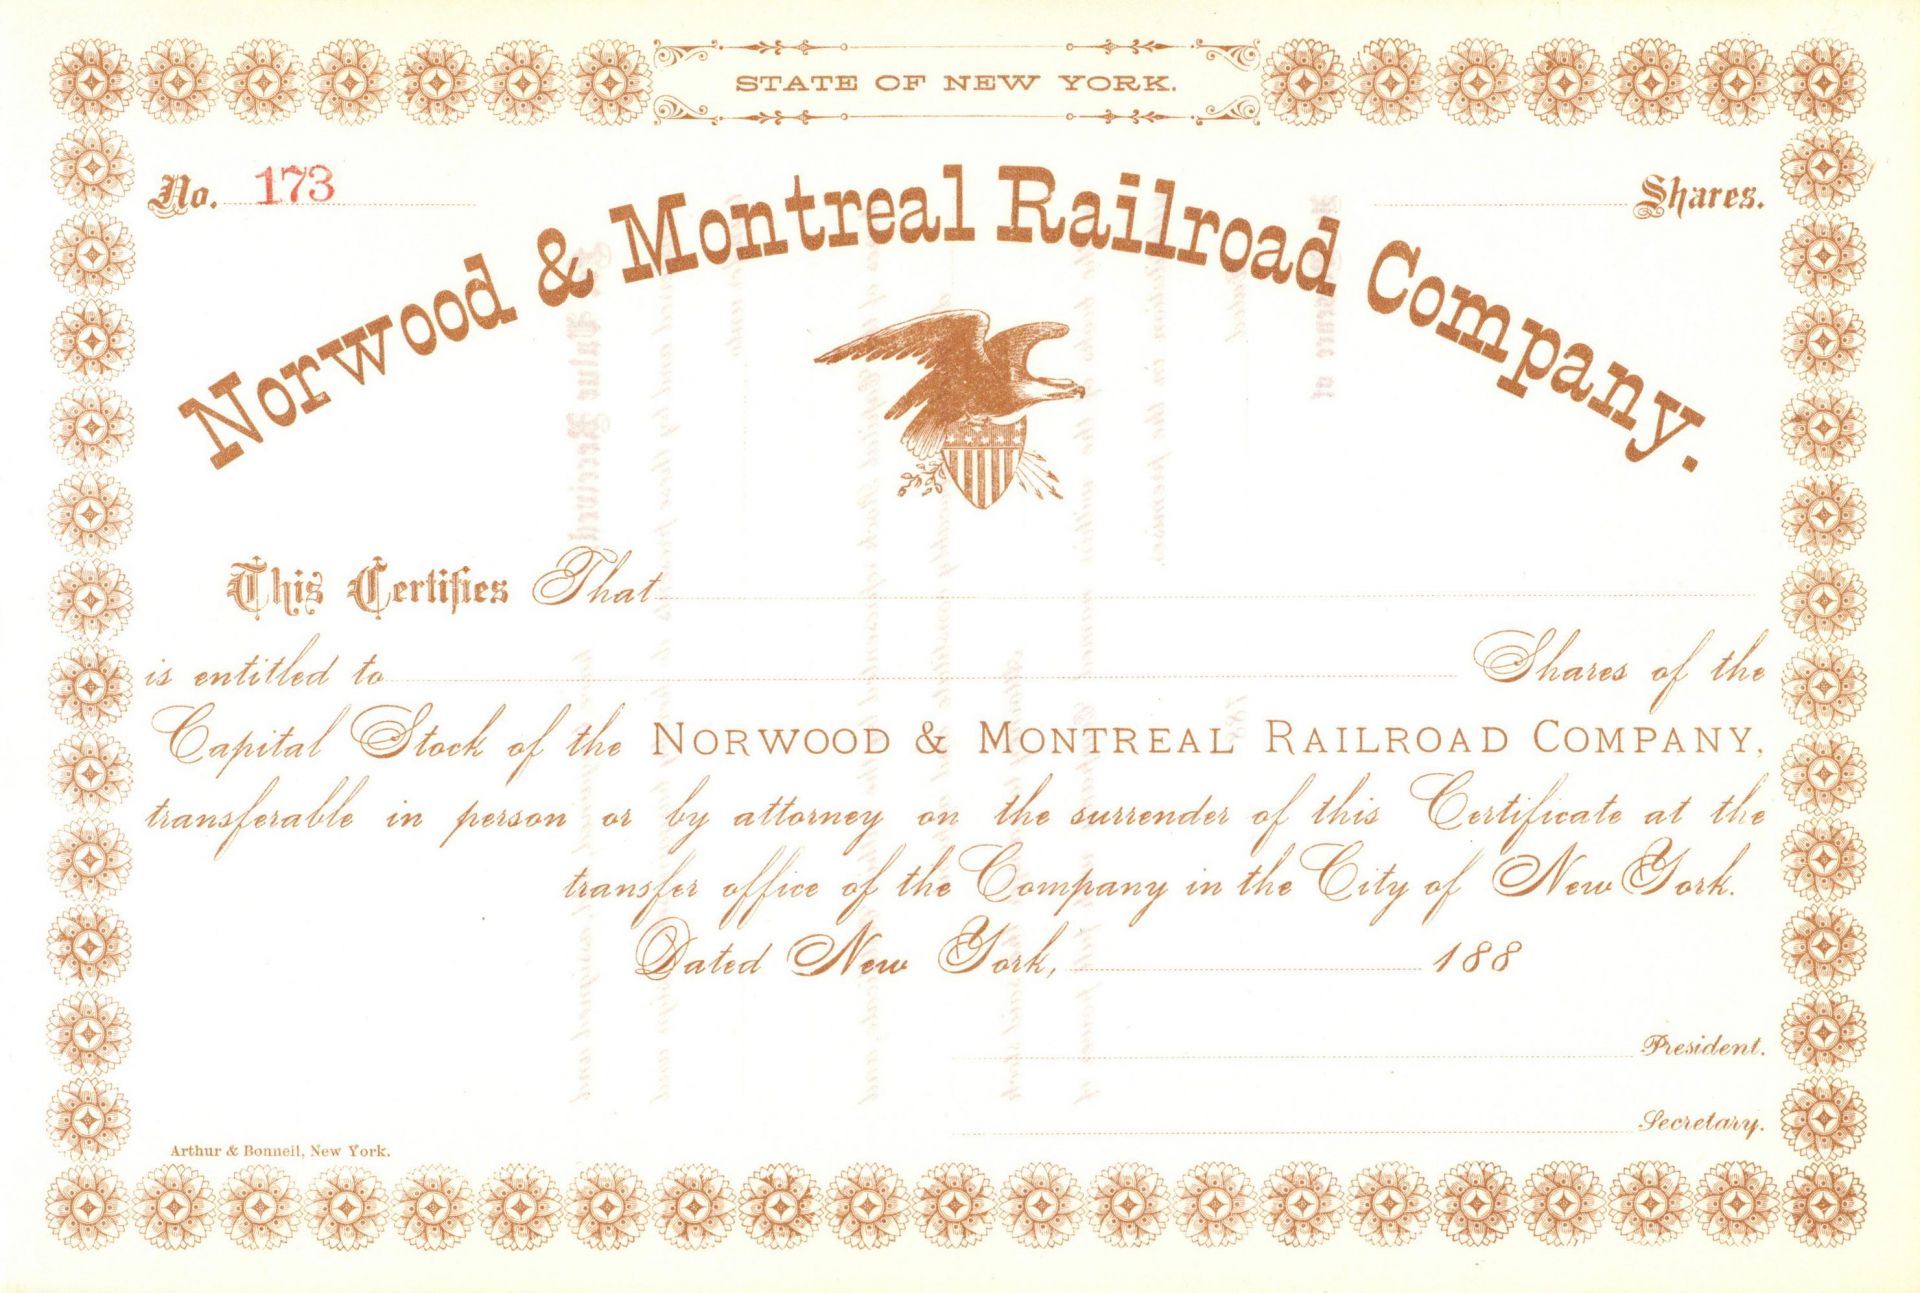 STATE OF NEW YORK.
No. 173
Shares.
Norwood & Montreal Railroad Company.
This Certifies That
is entitled to Shares of the
Capital Stock of the NORWOOD & MONTREAL RAILROAD COMPANY,
transferable in person or by attorney on the surrender of this Certificate at the
transfer office of the Company in the City of New York.
Dated New York, 188
President.
Secretary.
Arthur & Bonnell, New York.